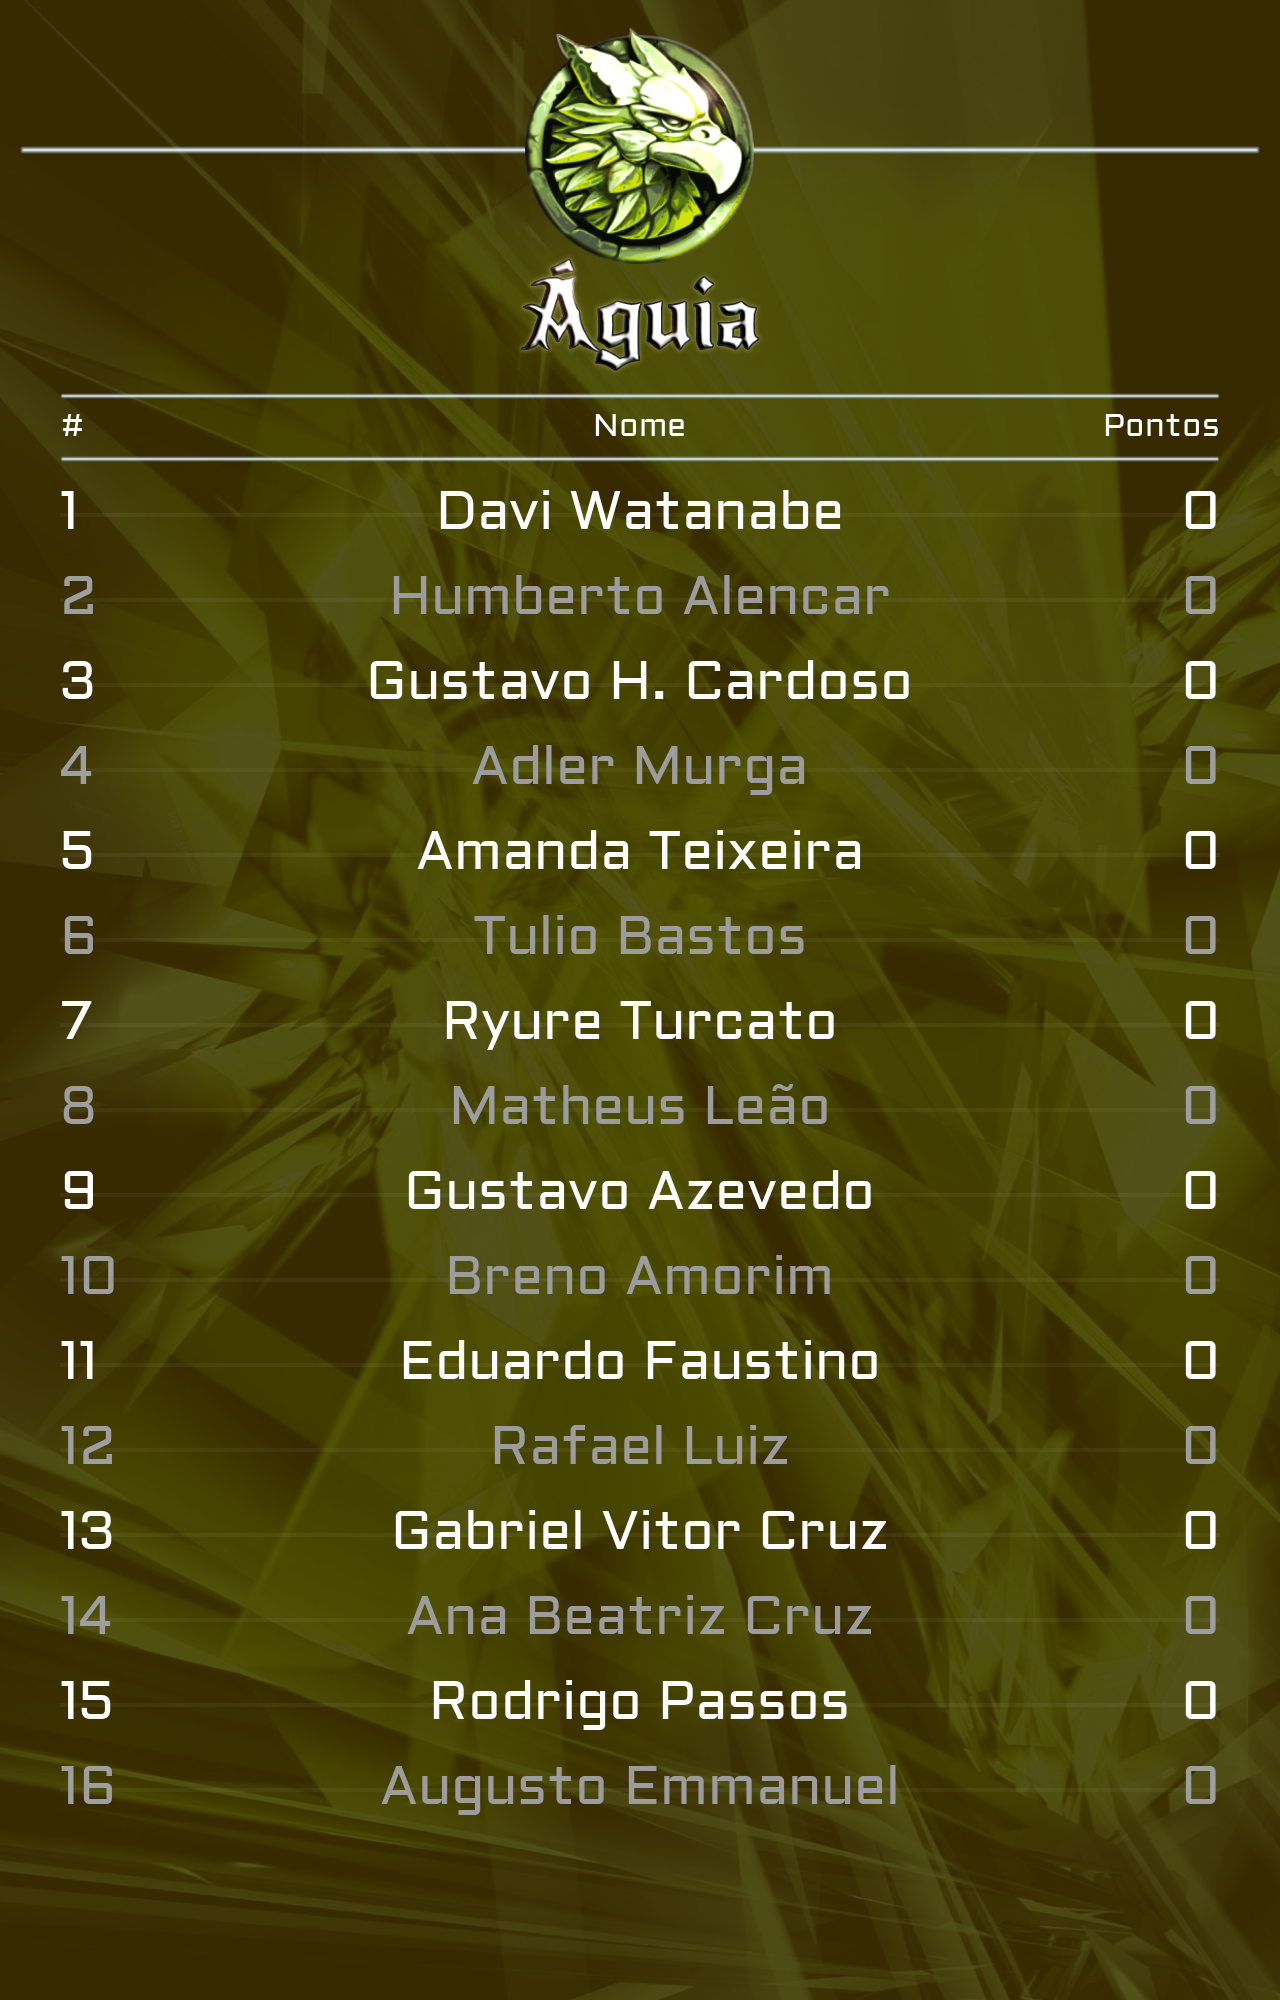 Águia
# Nome Pontos
1 Davi Watanabe 0
2 Humberto Alencar 0
3 Gustavo H. Cardoso 0
4 Adler Murga 0
5 Amanda Teixeira 0
6 Tulio Bastos 0
7 Ryure Turcato 0
8 Matheus Leão 0
9 Gustavo Azevedo 0
10 Breno Amorim 0
11 Eduardo Faustino 0
12 Rafael Luiz 0
13 Gabriel Vitor Cruz 0
14 Ana Beatriz Cruz 0
15 Rodrigo Passos 0
16 Augusto Emmanuel 0